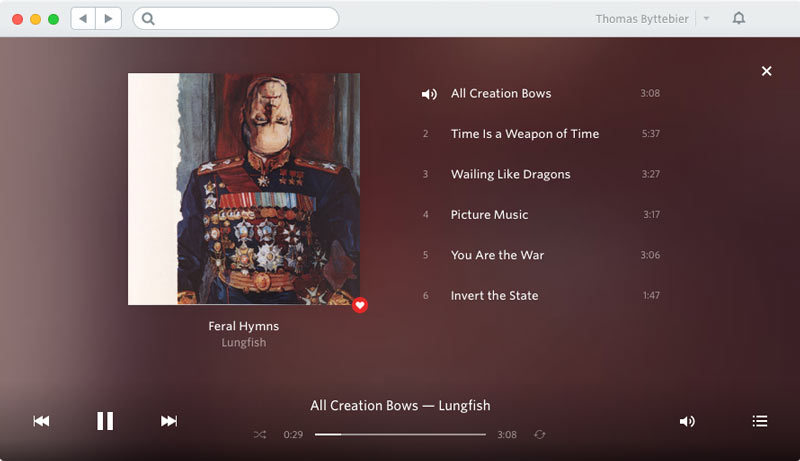 Thomas Byttebier
All Creation Bows 3:08
2 Time Is a Weapon of Time 5:37
3 Wailing Like Dragons 3:27
4 Picture Music 3:17
5 You Are the War 3:06
6 Invert the State 1:47
Feral Hymns
Lungfish
All Creation Bows — Lungfish
0:29 3:08